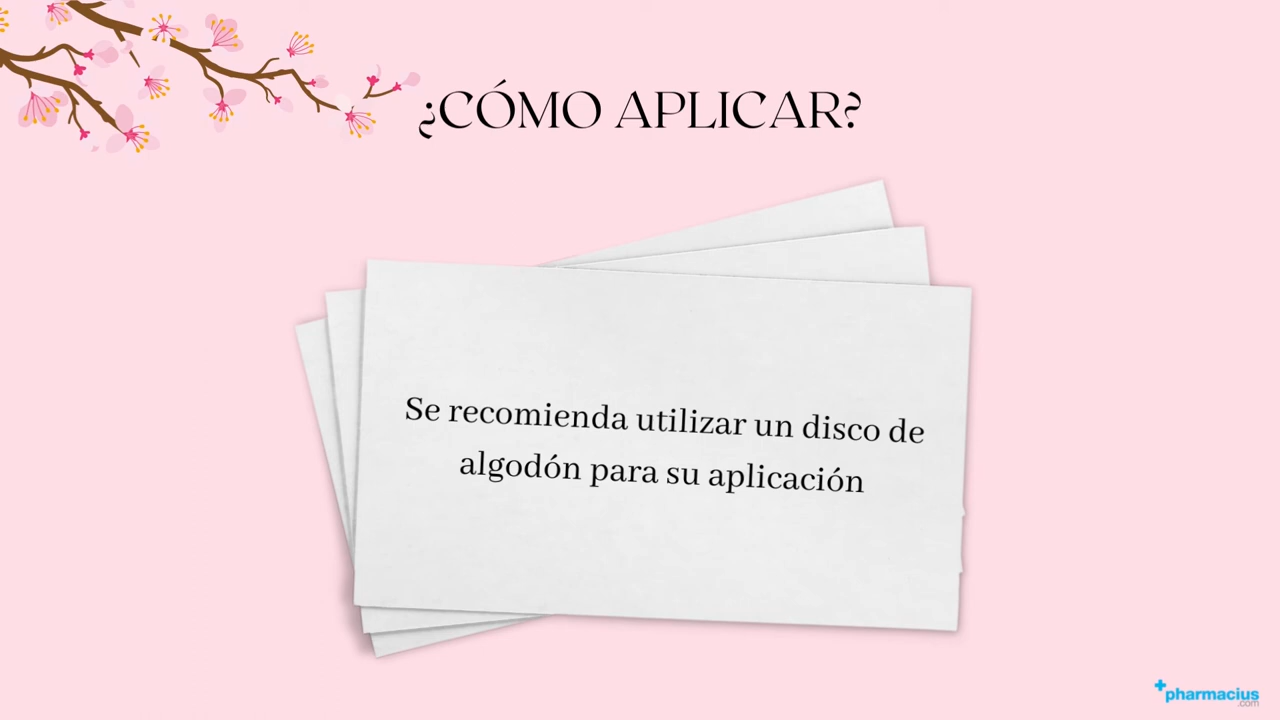 ¿CÓMO APLICAR?
Se recomienda utilizar un disco de
algodón para su aplicación
pharmacius
.com